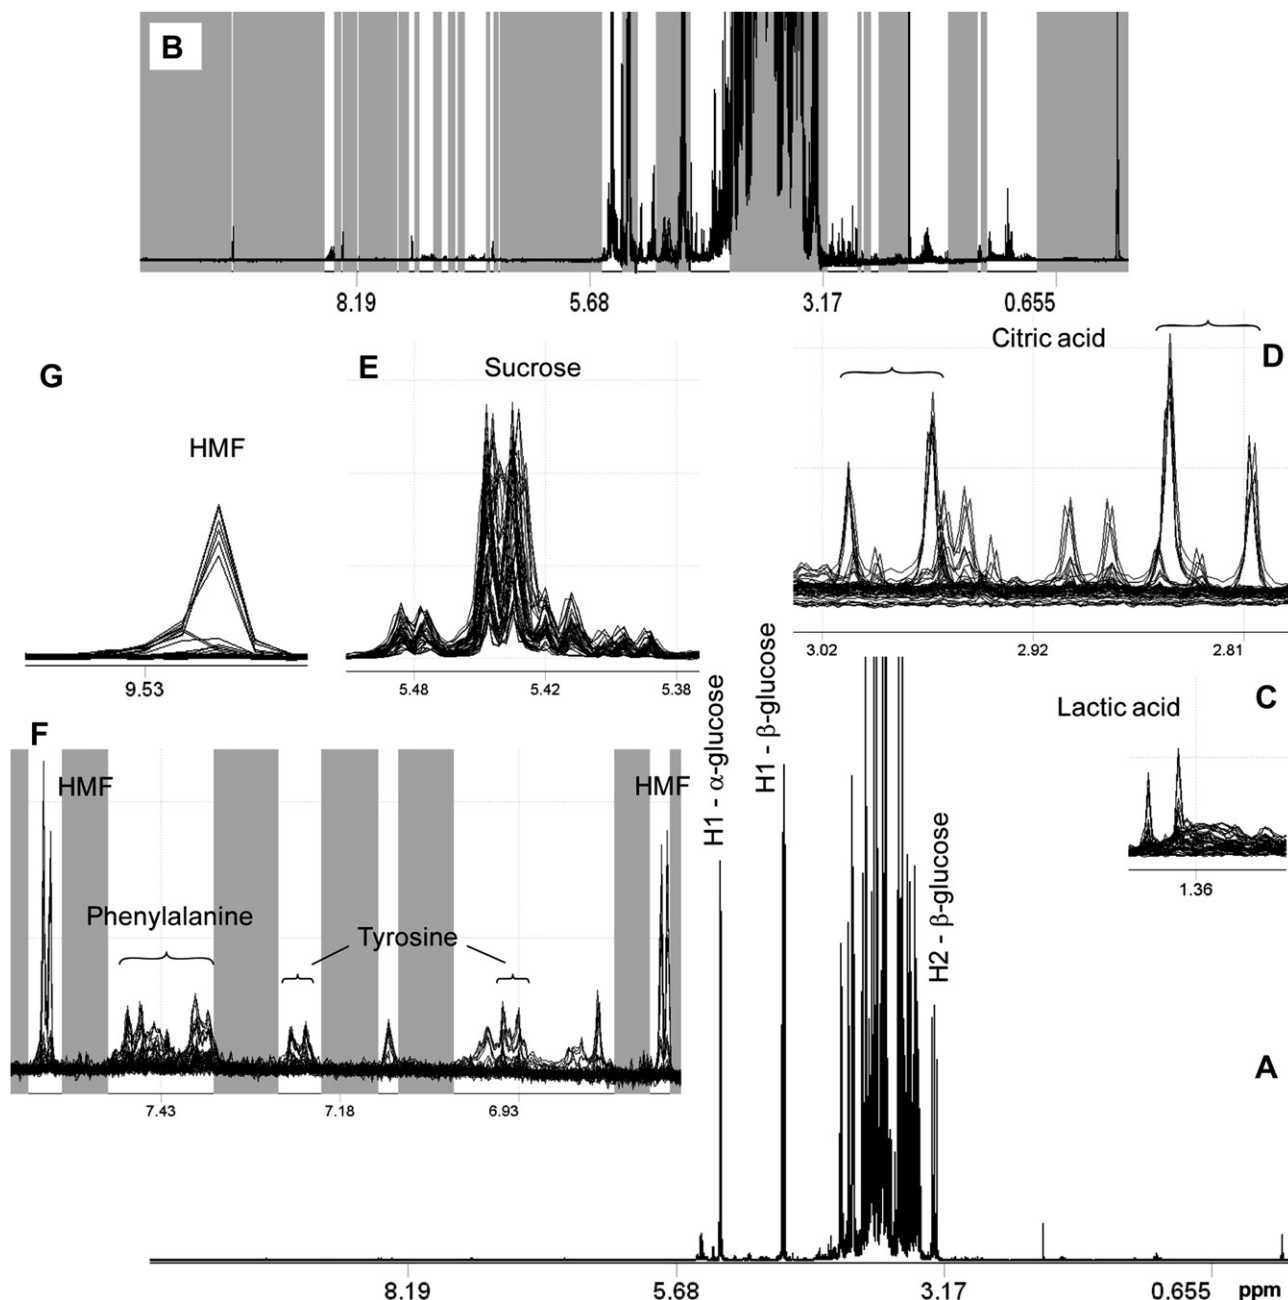 B
8.19 5.68 3.17 0.655
G
HMF
9.53
E
Sucrose
5.48 5.42 5.38
Citric acid
D
3.02 2.92 2.81
C
Lactic acid
1.36
F
HMF
HMF
Phenylalanine
Tyrosine
7.43 7.18 6.93
H1 - α-glucose
H1 - β-glucose
H2 - β-glucose
A
8.19 5.68 3.17 0.655 ppm